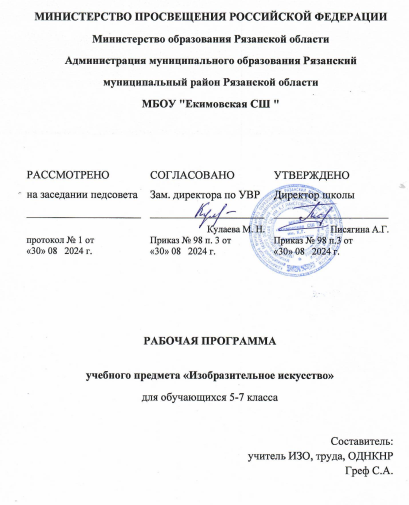 МИНИСТЕРСТВО ПРОСВЕЩЕНИЯ РОССИЙСКОЙ ФЕДЕРАЦИИ
Министерство образования Рязанской области
Администрация муниципального образования Рязанский
муниципальный район Рязанской области
МБОУ "Екимовская СШ "
РАССМОТРЕНО
на заседании педсовета
протокол № 1 от
«30» 08 2024 г.
СОГЛАСОВАНО
Зам. директора по УВР
Кулаева М. Н.
Приказ № 98 п. 3 от
«30» 08 2024 г.
УТВЕРЖДЕНО
Директор школы
Писягина А.Г.
Приказ № 98 п.3 от
«30» 08 2024 г.
РАБОЧАЯ ПРОГРАММА
учебного предмета «Изобразительное искусство»
для обучающихся 5-7 класса
Составитель:
учитель ИЗО, труда, ОДНКНР
Греф С.А.